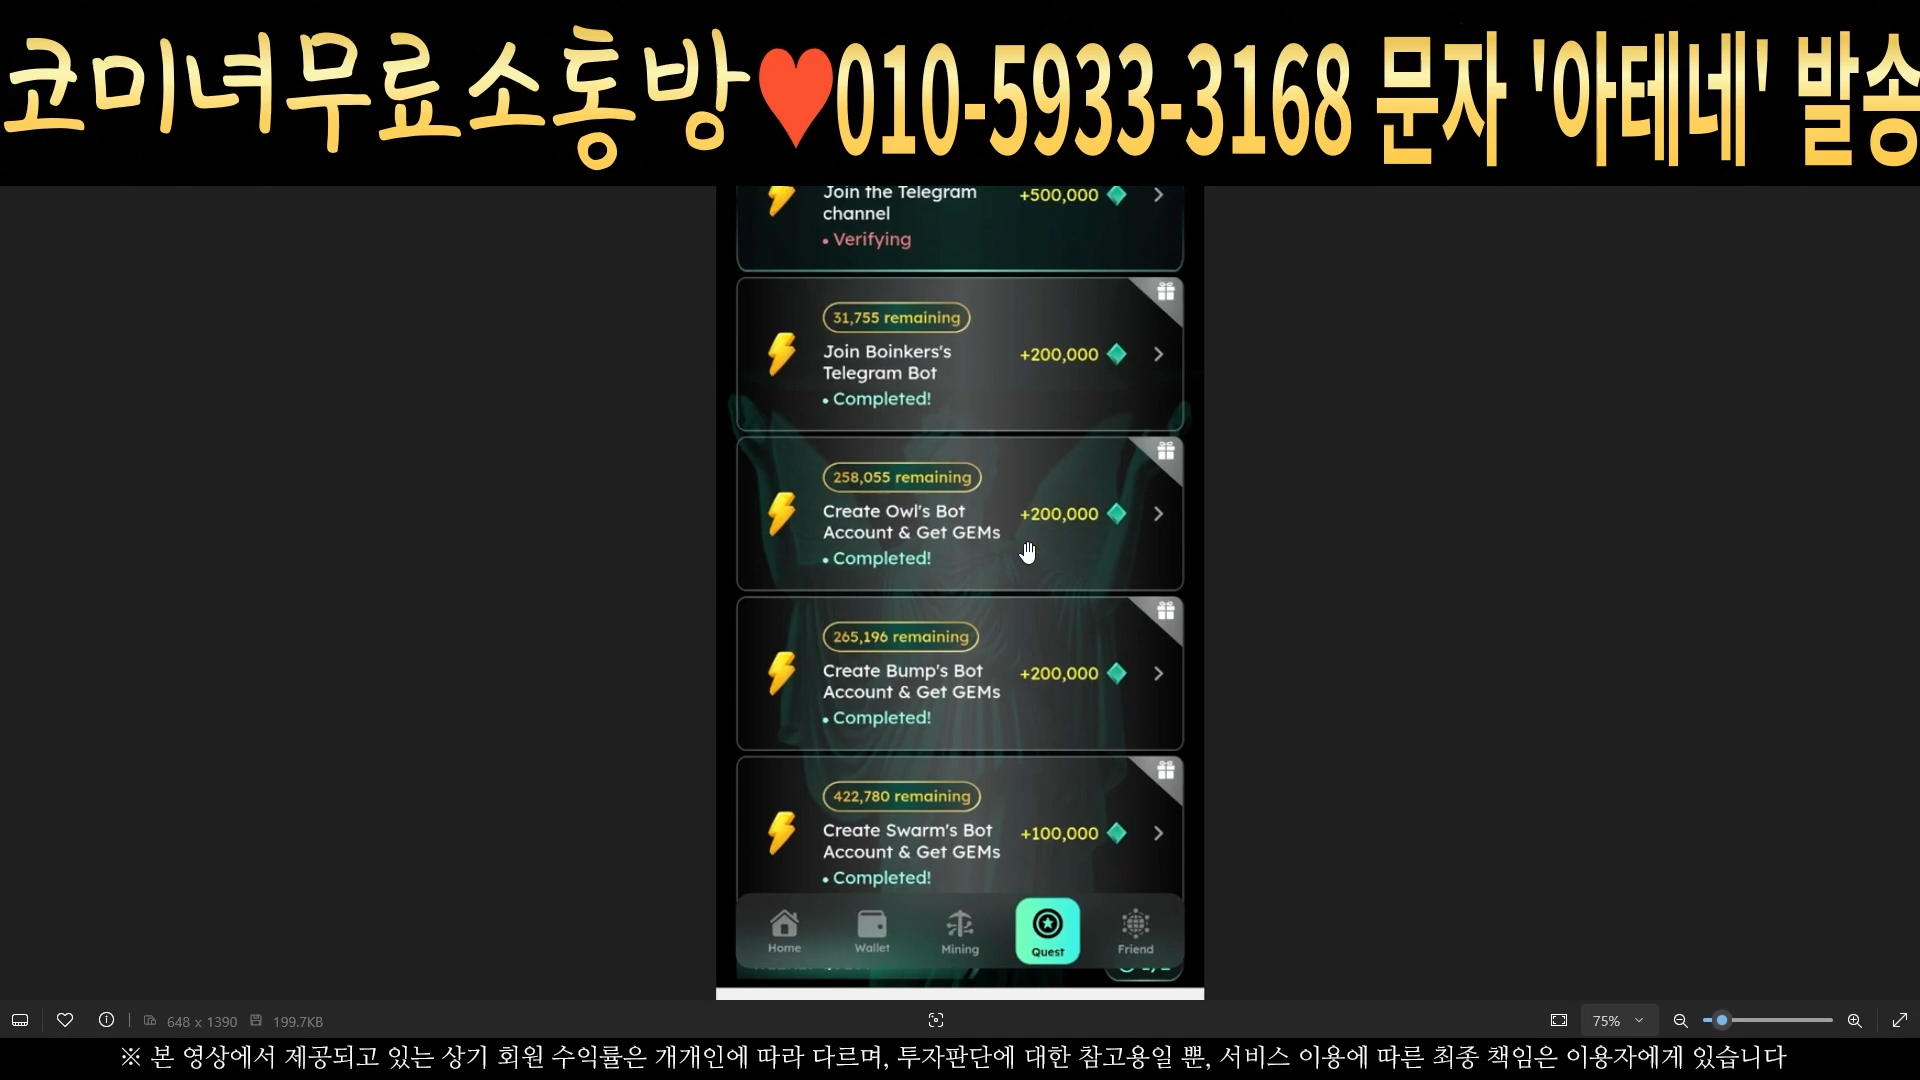 코미녀무료소통방♥010-5933-3168 문자 '아테네' 발송
Join the Telegram
channel
+500,000
• Verifying
31,755 remaining
Join Boinkers's
Telegram Bot
+200,000
• Completed!
258,055 remaining
Create Owl's Bot
Account & Get GEMs
+200,000
• Completed!
265,196 remaining
Create Bump's Bot
Account & Get GEMs
+200,000
• Completed!
422,780 remaining
Create Swarm's Bot
Account & Get GEMs
+100,000
• Completed!
Home
Wallet
Mining
Quest
Friend
648 x 1390
199.7KB
75%
※ 본 영상에서 제공되고 있는 상기 회원 수익률은 개개인에 따라 다르며, 투자판단에 대한 참고용일 뿐, 서비스 이용에 따른 최종 책임은 이용자에게 있습니다